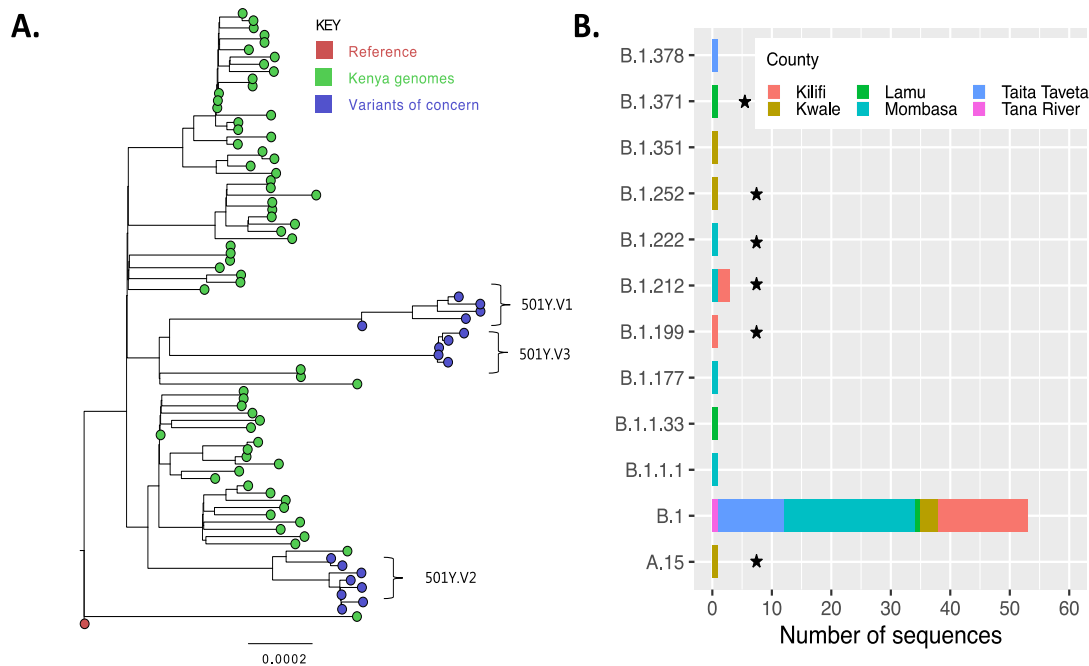 A.
KEY
Reference
Kenya genomes
Variants of concern
501Y.V1
501Y.V3
501Y.V2
0.0002
B.
County
Kilifi Lamu Taita Taveta
Kwale Mombasa Tana River
B.1.378
B.1.371
B.1.351
B.1.252
B.1.222
B.1.212
B.1.199
B.1.177
B.1.1.33
B.1.1.1
B.1
A.15
0 10 20 30 40 50 60
Number of sequences